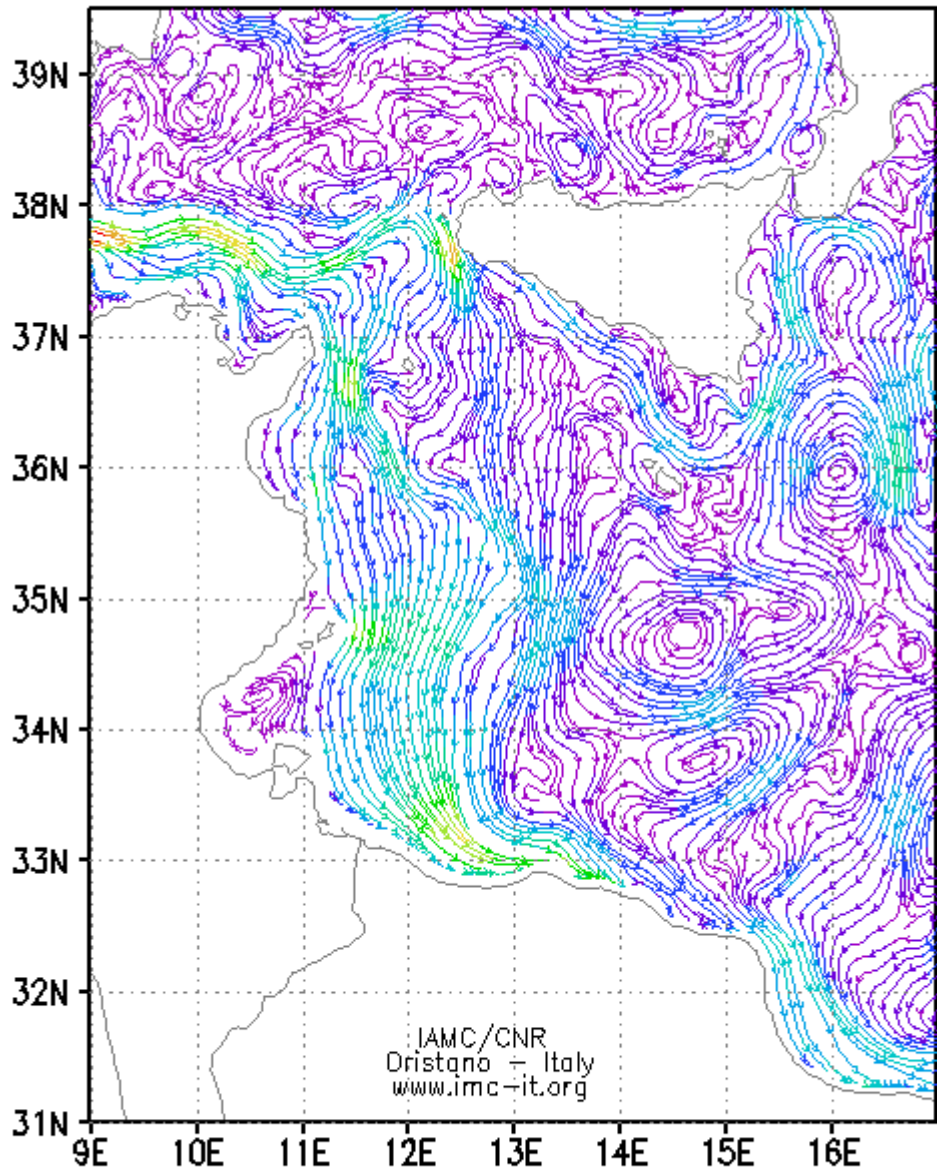 39N
38N
37N
36N
35N
34N
33N
32N
31N
IAMC/CNR
Oristano – Italy
www.imc-it.org
9E 10E 11E 12E 13E 14E 15E 16E